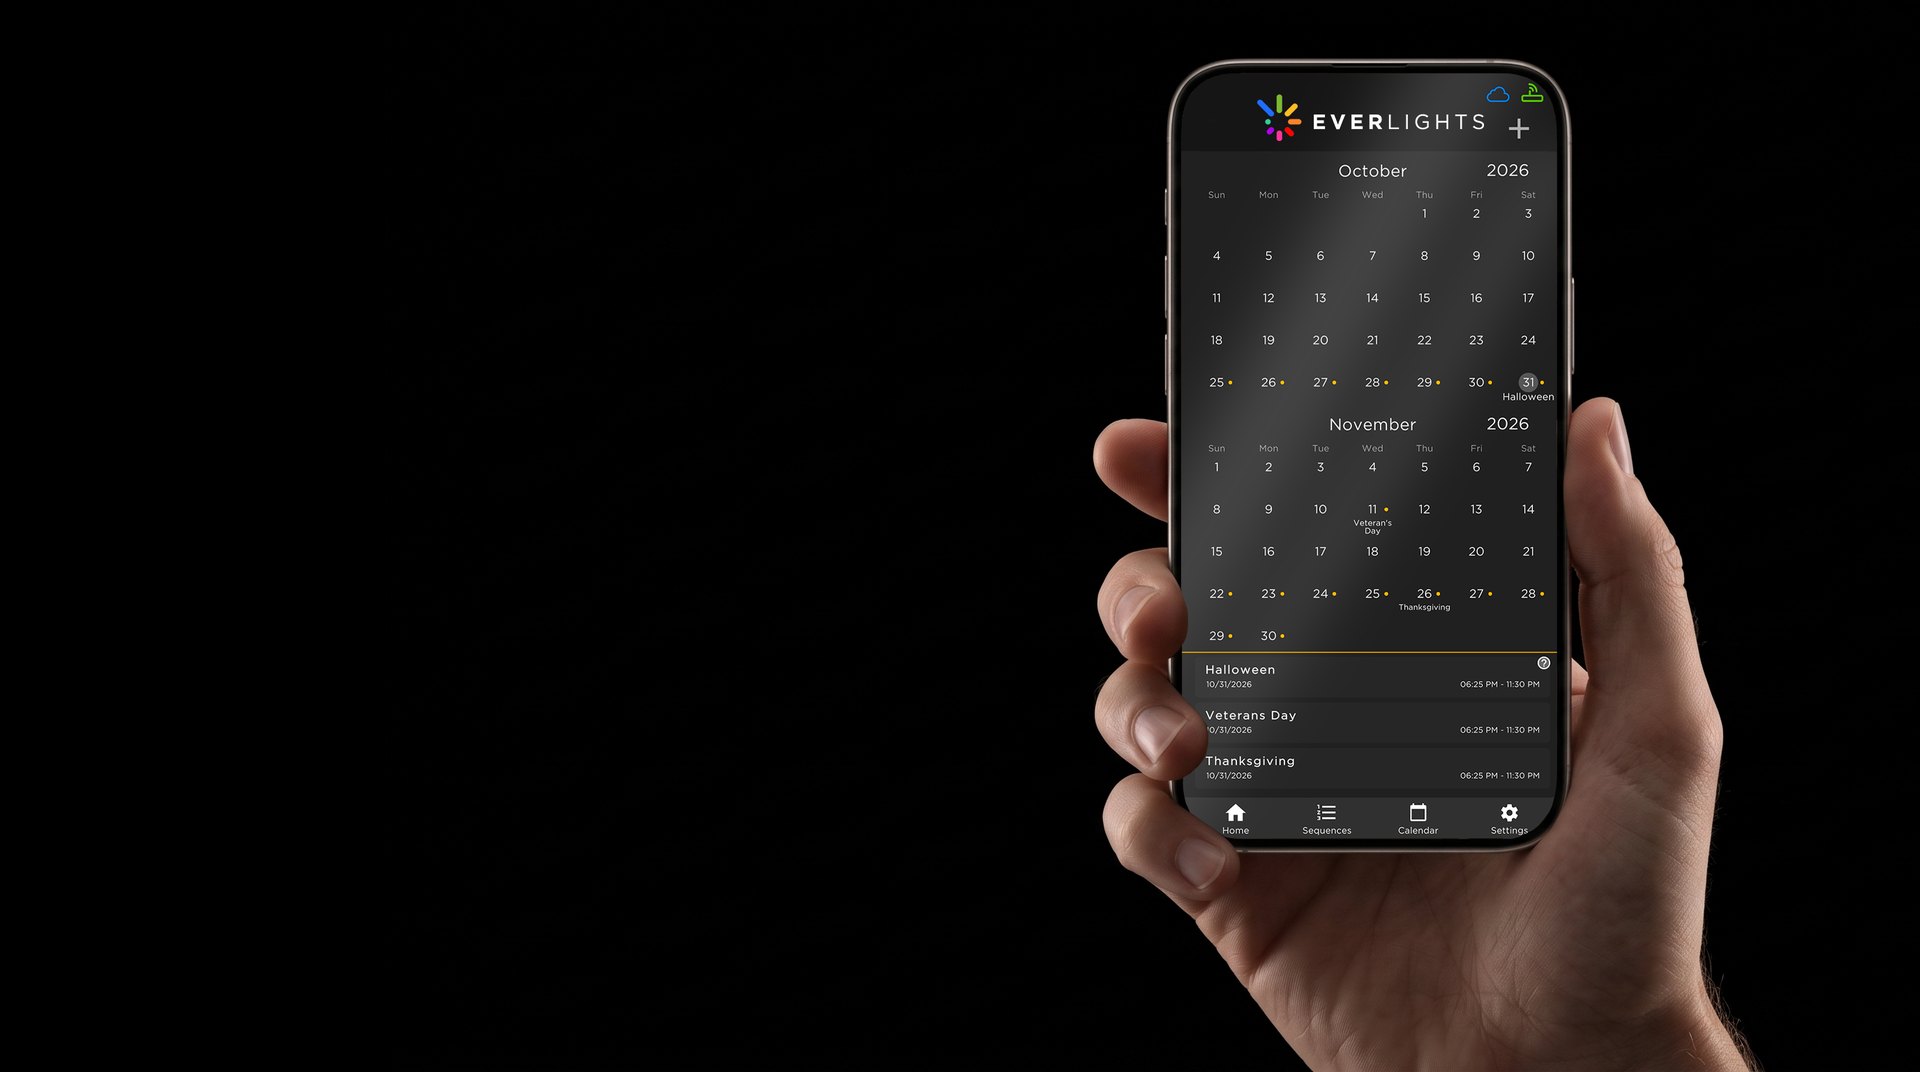 EVERLIGHTS
October 2026
Sun Mon Tue Wed Thu Fri Sat
1 2 3
4 5 6 7 8 9 10
11 12 13 14 15 16 17
18 19 20 21 22 23 24
25 26 27 28 29 30 31
Halloween
November 2026
Sun Mon Tue Wed Thu Fri Sat
1 2 3 4 5 6 7
8 9 10 11 12 13 14
Veteran's
Day
15 16 17 18 19 20 21
22 23 24 25 26 27 28
Thanksgiving
29 30
Halloween
10/31/2026 06:25 PM - 11:30 PM
Veterans Day
10/31/2026 06:25 PM - 11:30 PM
Thanksgiving
10/31/2026 06:25 PM - 11:30 PM
Home Sequences Calendar Settings